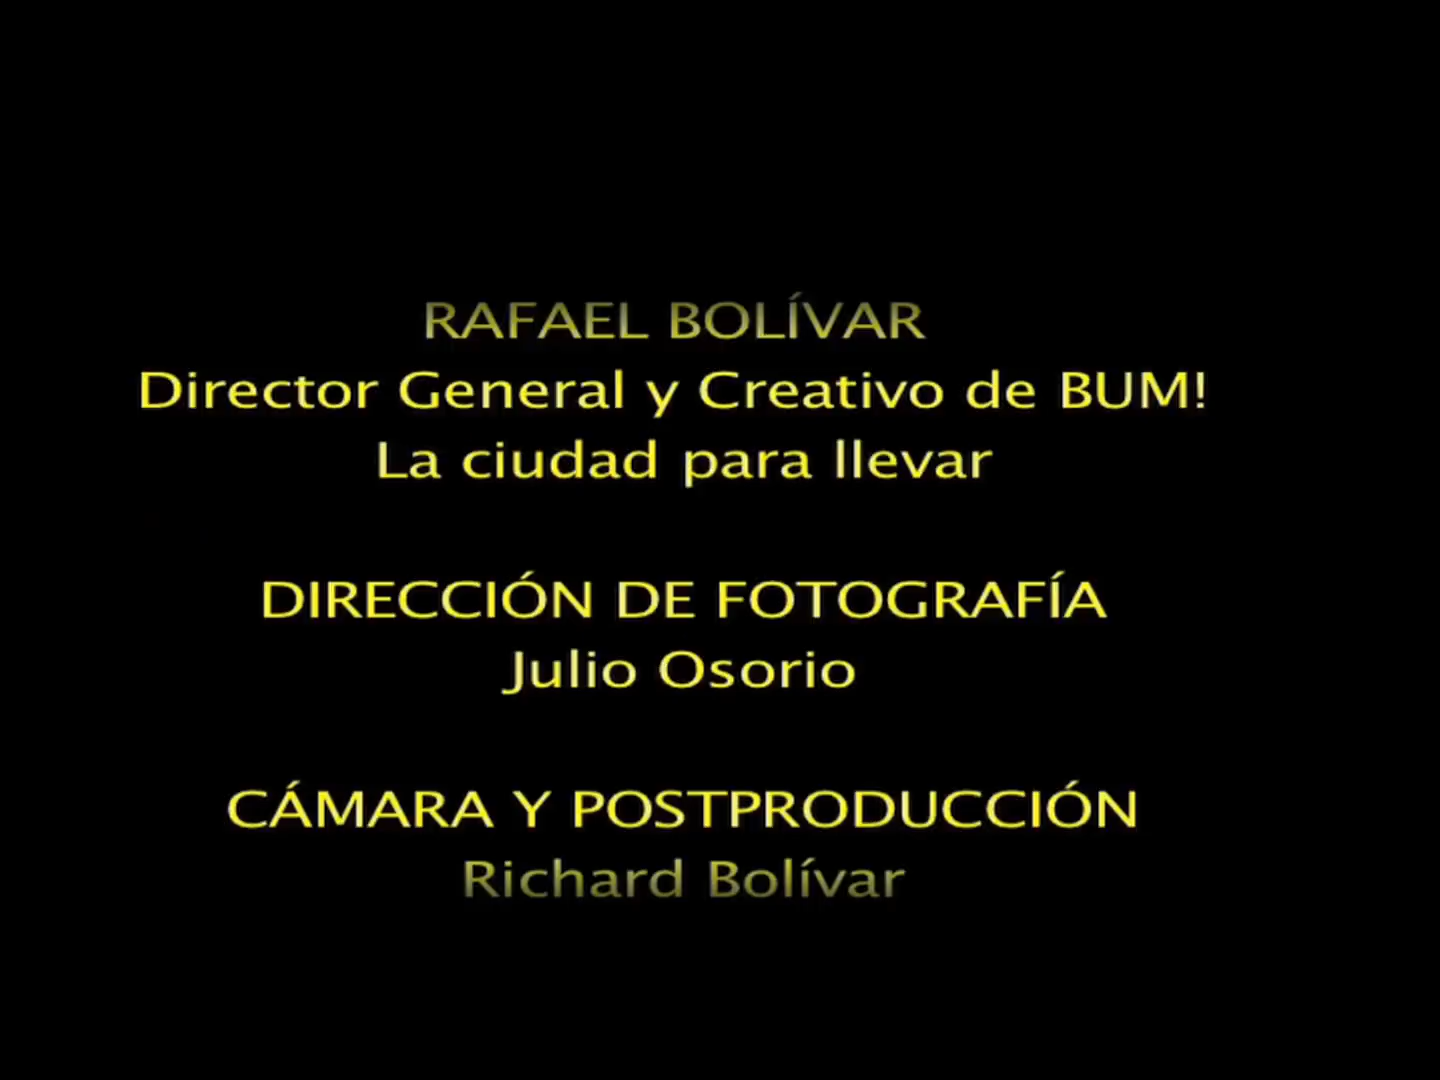 RAFAEL BOLÍVAR
Director General y Creativo de BUM!
La ciudad para llevar
DIRECCIÓN DE FOTOGRAFÍA
Julio Osorio
CÁMARA Y POSTPRODUCCIÓN
Richard Bolívar